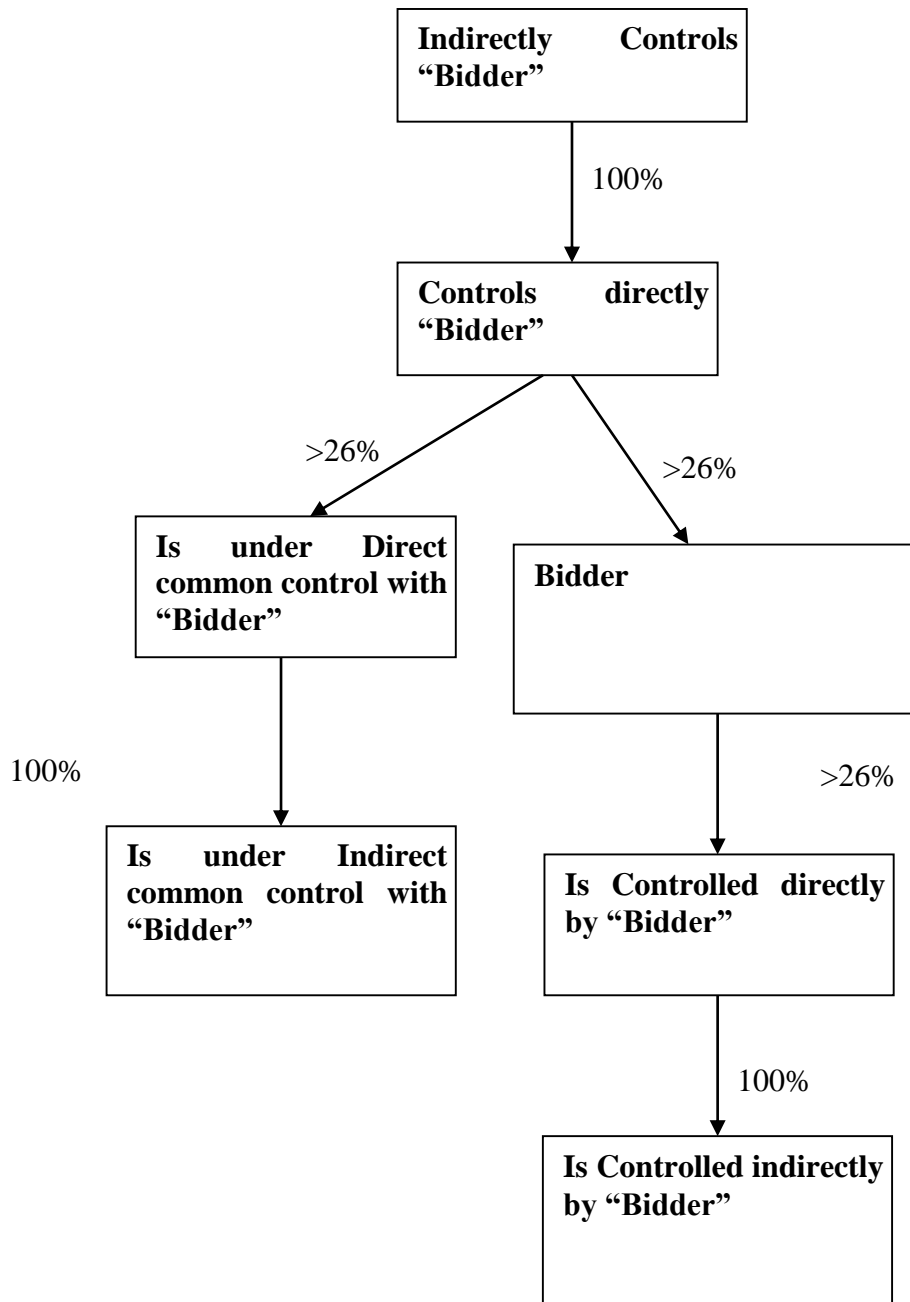 Indirectly Controls
“Bidder”
100%
Controls directly
“Bidder”
>26%
>26%
Is under Direct
common control with
“Bidder”
Bidder
100%
>26%
Is under Indirect
common control with
“Bidder”
Is Controlled directly
by “Bidder”
100%
Is Controlled indirectly
by “Bidder”